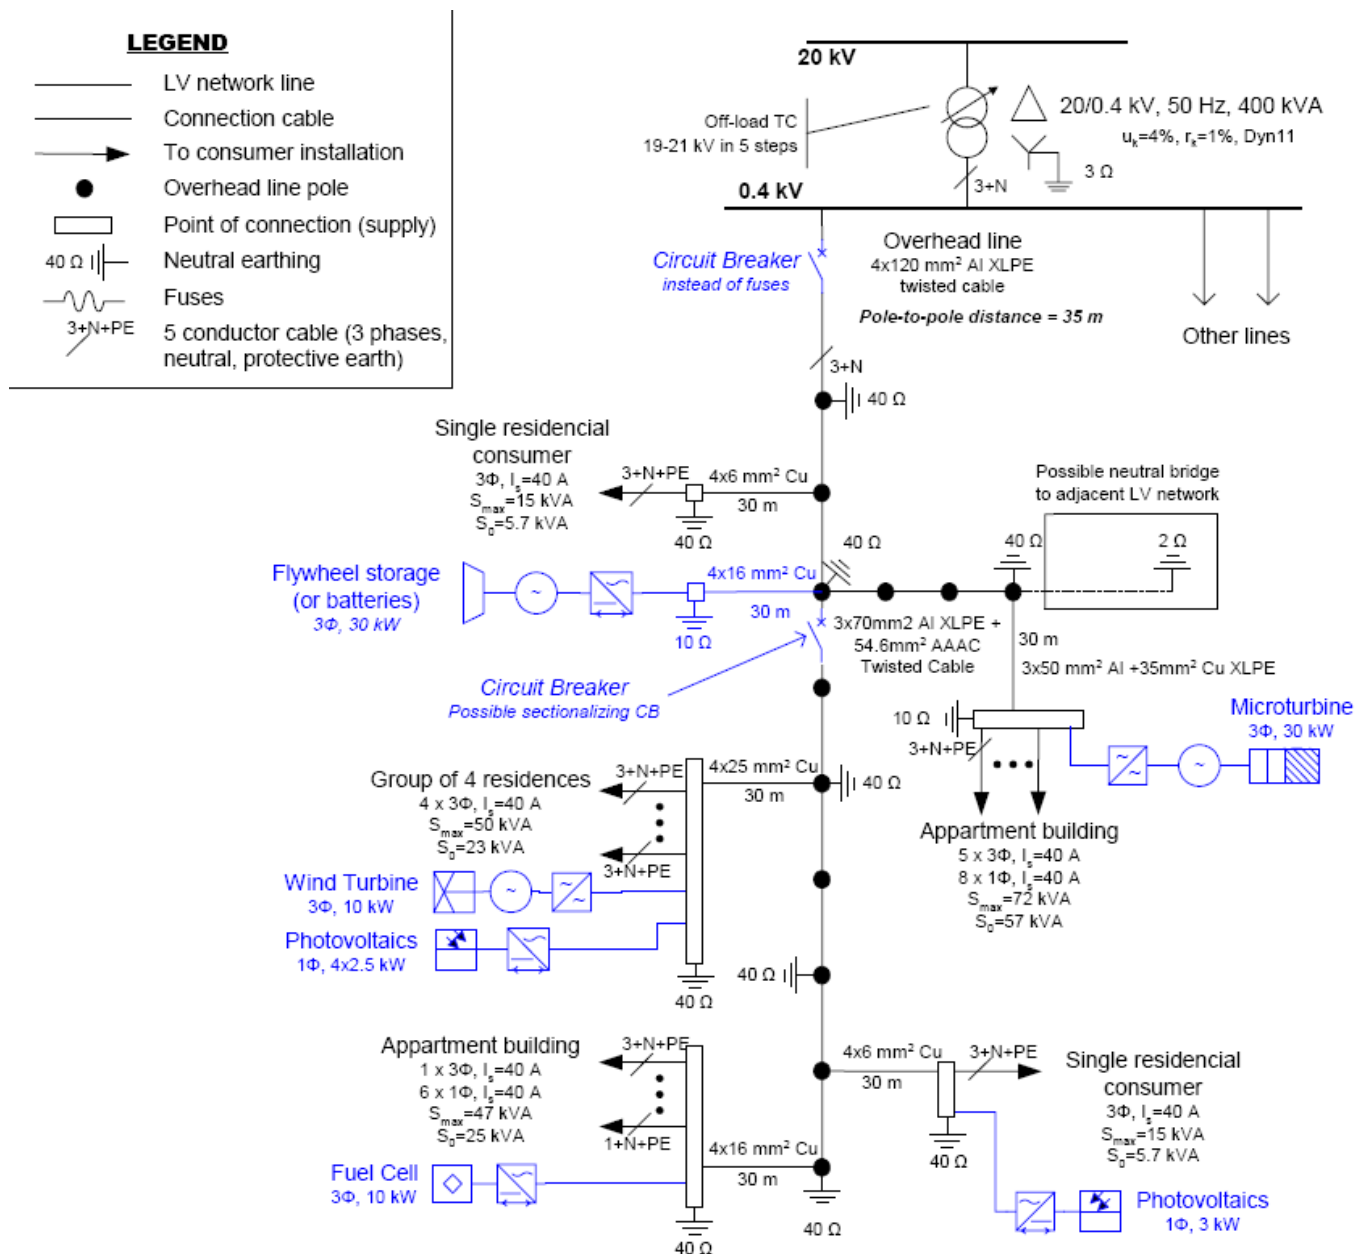 LEGEND
LV network line
Connection cable
To consumer installation
Overhead line pole
Point of connection (supply)
40 Ω
Neutral earthing
Fuses
3+N+PE
5 conductor cable (3 phases,
neutral, protective earth)
20 kV
Off-load TC
19-21 kV in 5 steps
20/0.4 kV, 50 Hz, 400 kVA
uk=4%, rk=1%, Dyn11
3 Ω
3+N
0.4 kV
Circuit Breaker
instead of fuses
Overhead line
4x120 mm² Al XLPE
twisted cable
Pole-to-pole distance = 35 m
Other lines
3+N
40 Ω
Single residencial
consumer
3Φ, Is=40 A
Smax=15 kVA
S0=5.7 kVA
3+N+PE
4x6 mm² Cu
30 m
40 Ω
Possible neutral bridge
to adjacent LV network
40 Ω
40 Ω
2 Ω
Flywheel storage
(or batteries)
3Φ, 30 kW
~
4x16 mm² Cu
30 m
10 Ω
3x70mm2 Al XLPE +
54.6mm² AAAC
Twisted Cable
30 m
3x50 mm² Al +35mm² Cu XLPE
Circuit Breaker
Possible sectionalizing CB
10 Ω
3+N+PE
Microturbine
3Φ, 30 kW
~
Appartment building
5 x 3Φ, Is=40 A
8 x 1Φ, Is=40 A
Smax=72 kVA
S0=57 kVA
Group of 4 residences
4 x 3Φ, Is=40 A
Smax=50 kVA
S0=23 kVA
3+N+PE
3+N+PE
4x25 mm² Cu
30 m
40 Ω
Wind Turbine
3Φ, 10 kW
~
Photovoltaics
1Φ, 4x2.5 kW
40 Ω
40 Ω
Appartment building
1 x 3Φ, Is=40 A
6 x 1Φ, Is=40 A
Smax=47 kVA
S0=25 kVA
3+N+PE
1+N+PE
4x6 mm² Cu
30 m
3+N+PE
Single residencial
consumer
3Φ, Is=40 A
Smax=15 kVA
S0=5.7 kVA
40 Ω
Fuel Cell
3Φ, 10 kW
4x16 mm² Cu
30 m
40 Ω
40 Ω
Photovoltaics
1Φ, 3 kW